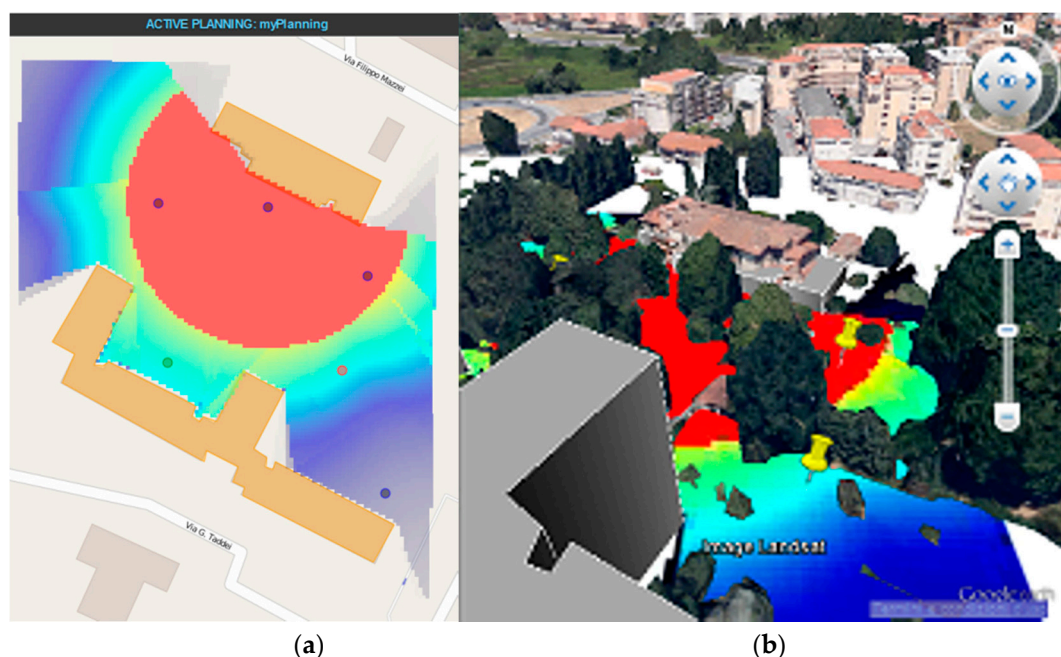 ACTIVE PLANNING: myPlanning
Via Filippo Mazzei
Via G. Taddei
N
Image Landsat
Google earth
(a) (b)